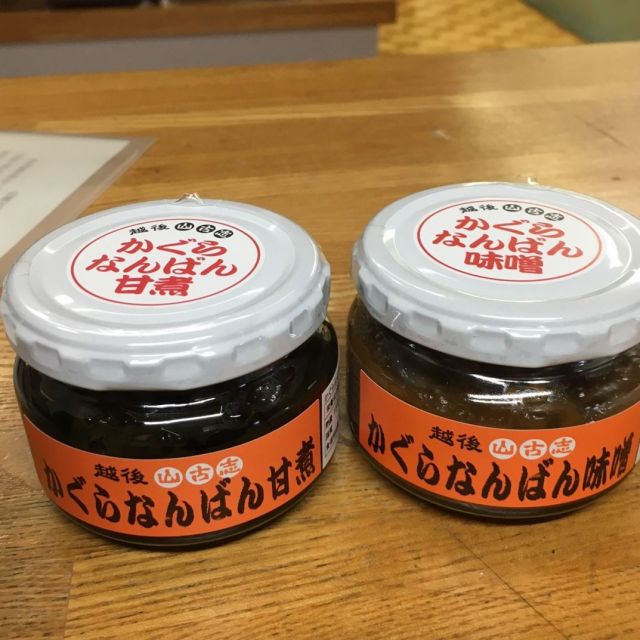 越後 山古志
かぐら
なんばん
甘煮
越後 山古志
かぐらなんばん甘煮
越後 山古志
かぐら
なんばん
味噌
越後 山古志
かぐらなんばん味噌